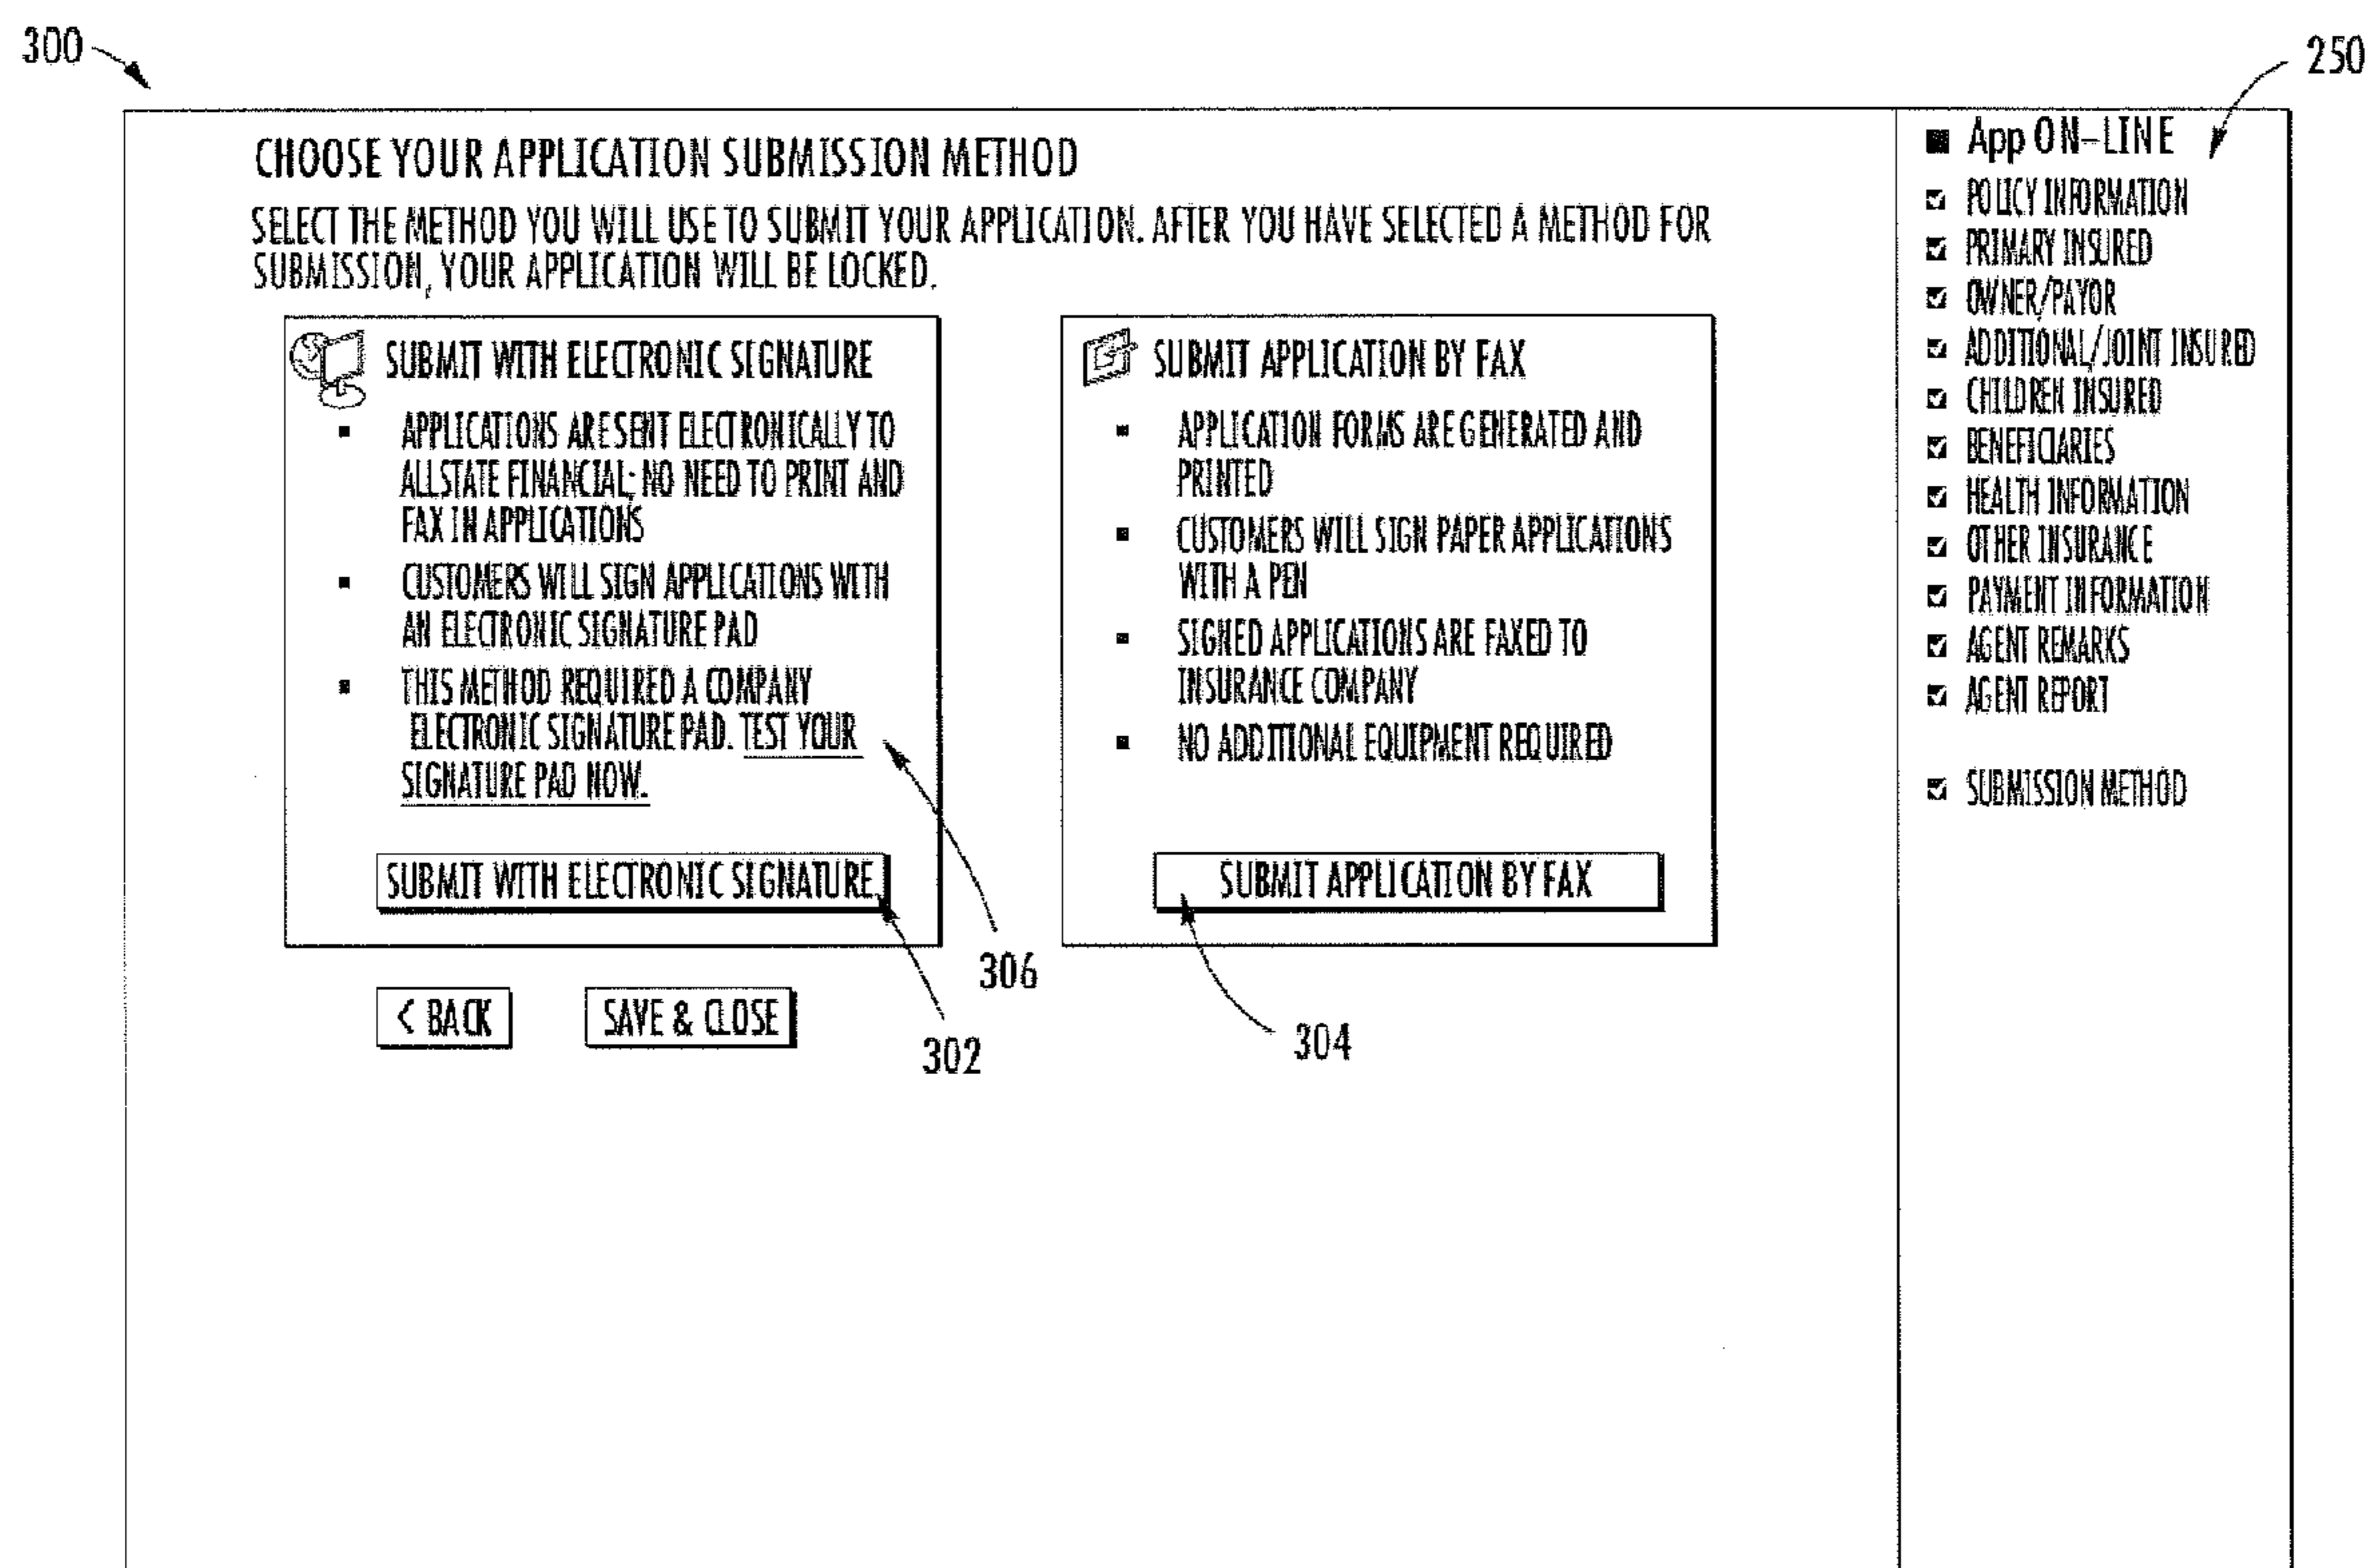 300
250
CHOOSE YOUR APPLICATION SUBMISSION METHOD
SELECT THE METHOD YOU WILL USE TO SUBMIT YOUR APPLICATION. AFTER YOU HAVE SELECTED A METHOD FOR
SUBMISSION, YOUR APPLICATION WILL BE LOCKED.
SUBMIT WITH ELECTRONIC SIGNATURE
▪ APPLICATIONS ARE SENT ELECTRONICALLY TO
ALLSTATE FINANCIAL; NO NEED TO PRINT AND
FAX IN APPLICATIONS
▪ CUSTOMERS WILL SIGN APPLICATIONS WITH
AN ELECTRONIC SIGNATURE PAD
▪ THIS METHOD REQUIRED A COMPANY
ELECTRONIC SIGNATURE PAD. TEST YOUR
SIGNATURE PAD NOW.
SUBMIT WITH ELECTRONIC SIGNATURE
306
302
SUBMIT APPLICATION BY FAX
▪ APPLICATION FORMS ARE GENERATED AND
PRINTED
▪ CUSTOMERS WILL SIGN PAPER APPLICATIONS
WITH A PEN
▪ SIGNED APPLICATIONS ARE FAXED TO
INSURANCE COMPANY
▪ NO ADDITIONAL EQUIPMENT REQUIRED
SUBMIT APPLICATION BY FAX
304
< BACK
SAVE & CLOSE
App ON-LINE
POLICY INFORMATION
PRIMARY INSURED
OWNER/PAYOR
ADDITIONAL/JOINT INSURED
CHILDREN INSURED
BENEFICIARIES
HEALTH INFORMATION
OTHER INSURANCE
PAYMENT INFORMATION
AGENT REMARKS
AGENT REPORT
SUBMISSION METHOD